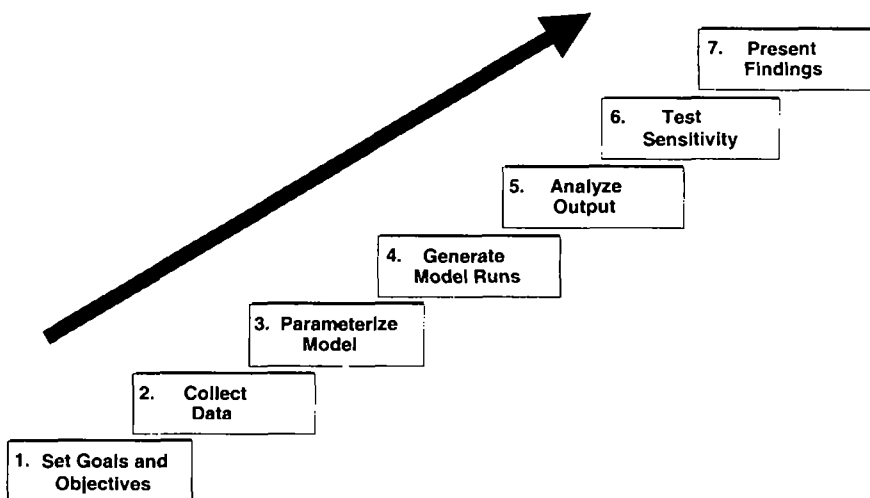 7. Present
Findings
6. Test
Sensitivity
5. Analyze
Output
4. Generate
Model Runs
3. Parameterize
Model
2. Collect
Data
1. Set Goals and
Objectives